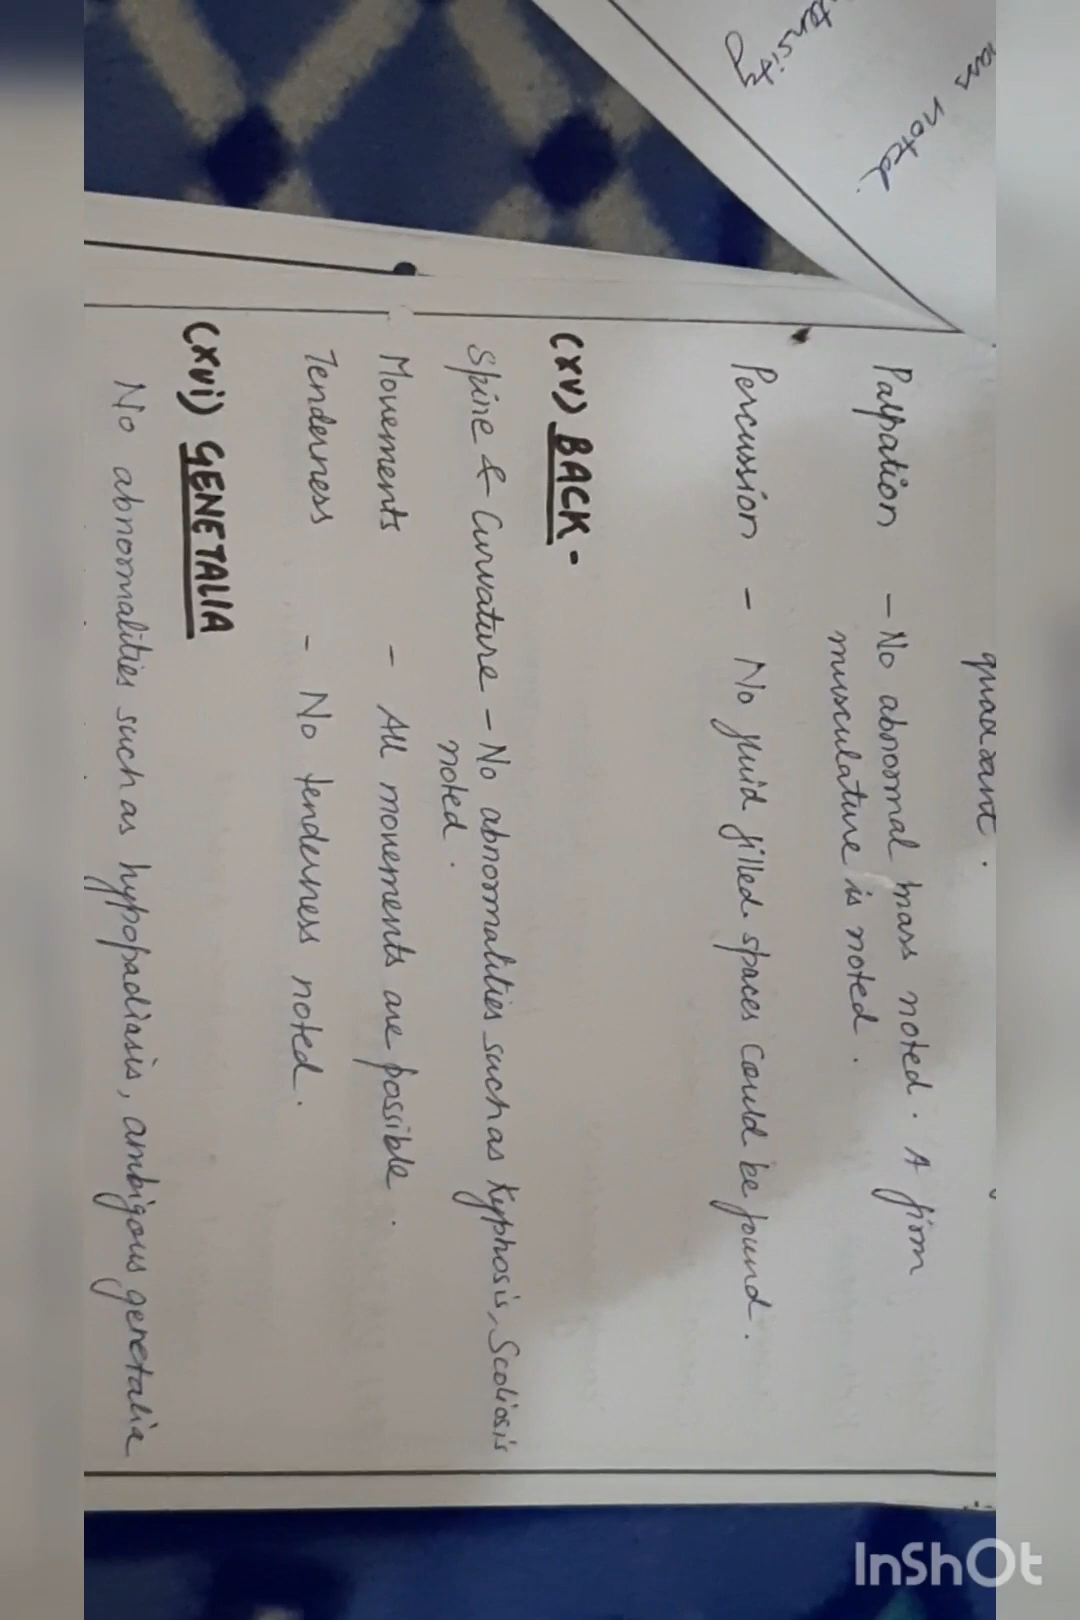 tensity
noted.
quadrant.
Palpation - No abnormal mass noted. A firm
musculature is noted.
Percussion - No fluid filled spaces could be found.
(xv) BACK -
Spine & Curvature - No abnormalities such as Kyphosis, Scoliosis
noted.
Movements - All movements are possible.
Tenderness - No tenderness noted.
(xvi) GENETALIA
No abnormalities such as hypopadiasis, ambigous genetalia
InShOt